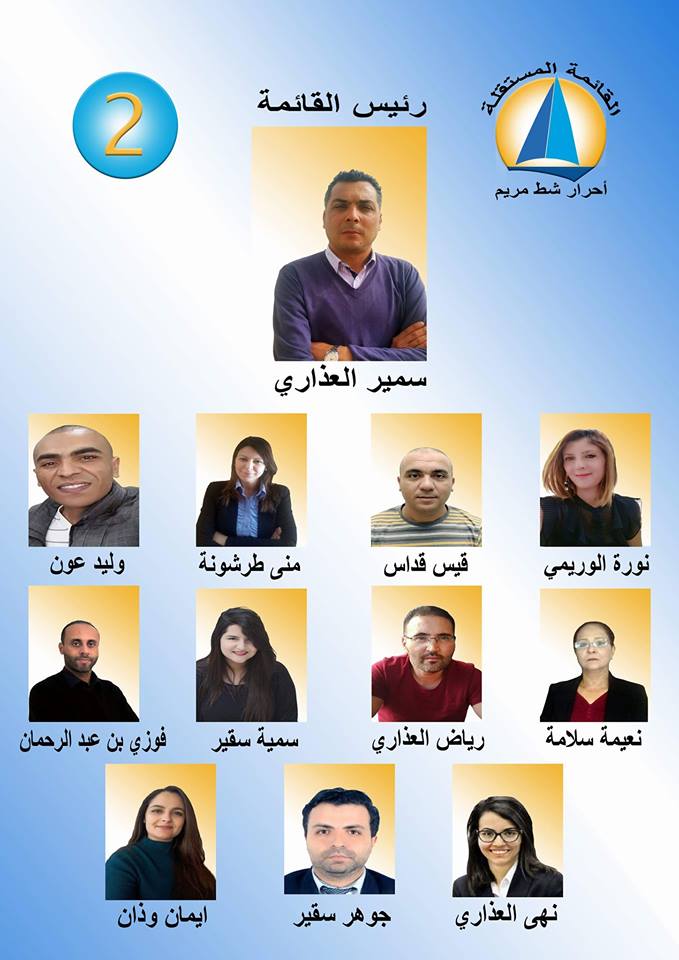 القائمة المستقلة
أحرار شط مريم
2
رئيس القائمة
سمير العذاري
نورة الوريمي
قيس قداس
منى طرشونة
وليد عون
نعيمة سلامة
رياض العذاري
سمية سقير
فوزي بن عبد الرحمان
نهى العذاري
جوهر سقير
ايمان وذان